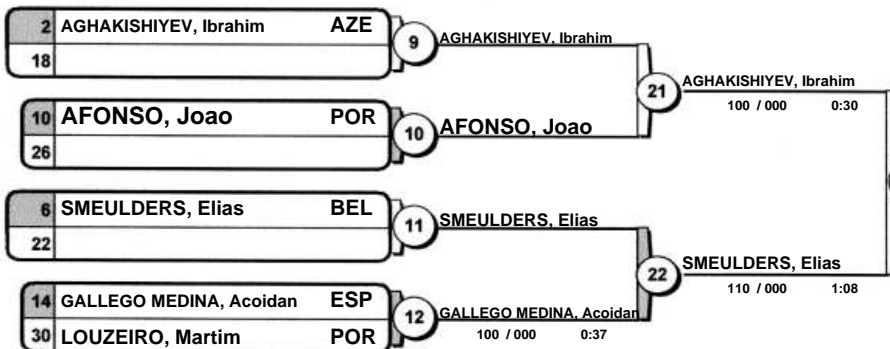 2 AGHAKISHIYEV, Ibrahim AZE
18
9
AGHAKISHIYEV, Ibrahim
10 AFONSO, Joao POR
26
10
AFONSO, Joao
21
AGHAKISHIYEV, Ibrahim
100 / 000 0:30
6 SMEULDERS, Elias BEL
22
11
SMEULDERS, Elias
14 GALLEGO MEDINA, Acoidan ESP
30 LOUZEIRO, Martim POR
12
GALLEGO MEDINA, Acoidan
100 / 000 0:37
22
SMEULDERS, Elias
110 / 000 1:08